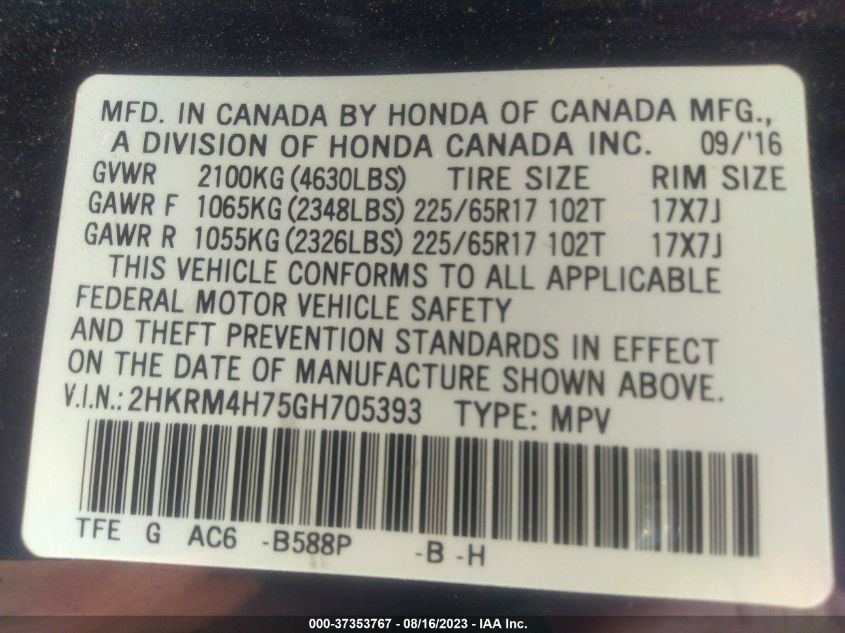 MFD. IN CANADA BY HONDA OF CANADA MFG.,
A DIVISION OF HONDA CANADA INC. 09/'16
GVWR 2100KG (4630LBS) TIRE SIZE RIM SIZE
GAWR F 1065KG (2348LBS) 225/65R17 102T 17X7J
GAWR R 1055KG (2326LBS) 225/65R17 102T 17X7J
THIS VEHICLE CONFORMS TO ALL APPLICABLE
FEDERAL MOTOR VEHICLE SAFETY
AND THEFT PREVENTION STANDARDS IN EFFECT
ON THE DATE OF MANUFACTURE SHOWN ABOVE.
V.I.N.: 2HKRM4H75GH705393 TYPE: MPV
TFE G AC6 -B588P -B -H
000-37353767 - 08/16/2023 - IAA Inc.